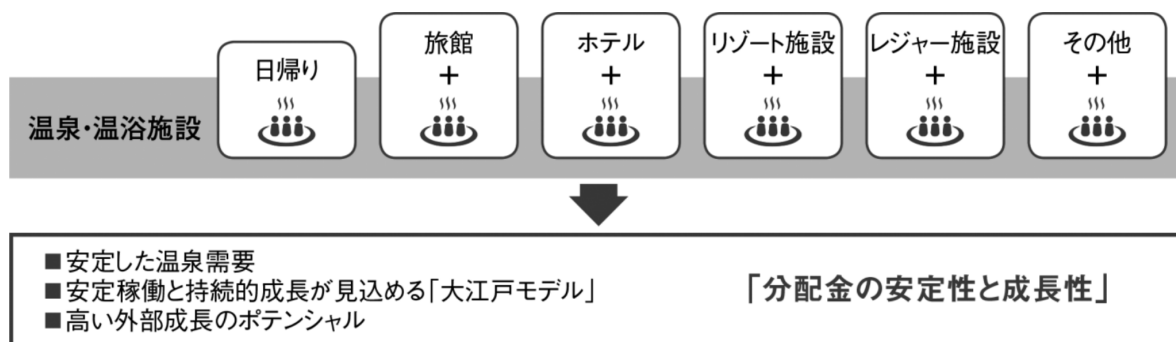 日帰り
旅館
+
ホテル
+
リゾート施設
+
レジャー施設
+
その他
+
温泉・温浴施設
■安定した温泉需要
■安定稼働と持続的成長が見込める「大江戸モデル」
■高い外部成長のポテンシャル
「分配金の安定性と成長性」